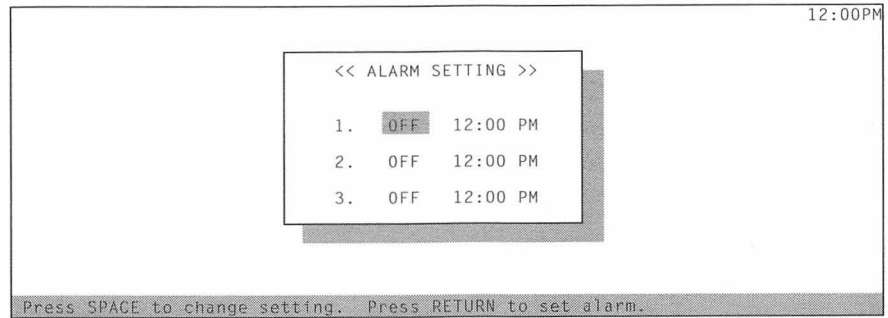 12:00PM
<< ALARM SETTING >>
1. OFF 12:00 PM
2. OFF 12:00 PM
3. OFF 12:00 PM
Press SPACE to change setting. Press RETURN to set alarm.